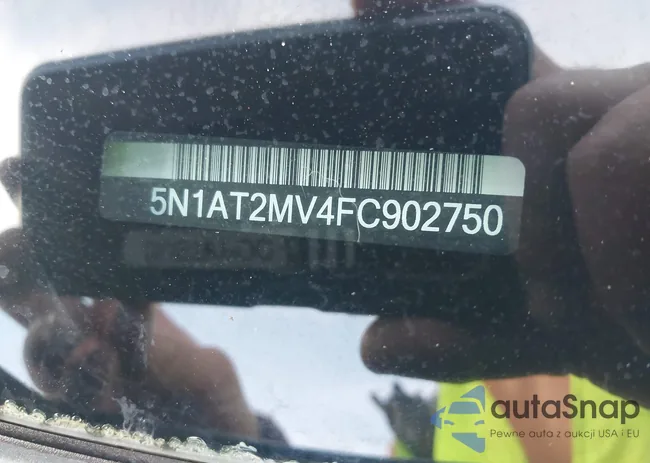 5N1AT2MV4FC902750
autaSnap
Pewne auta z aukcji USA i EU